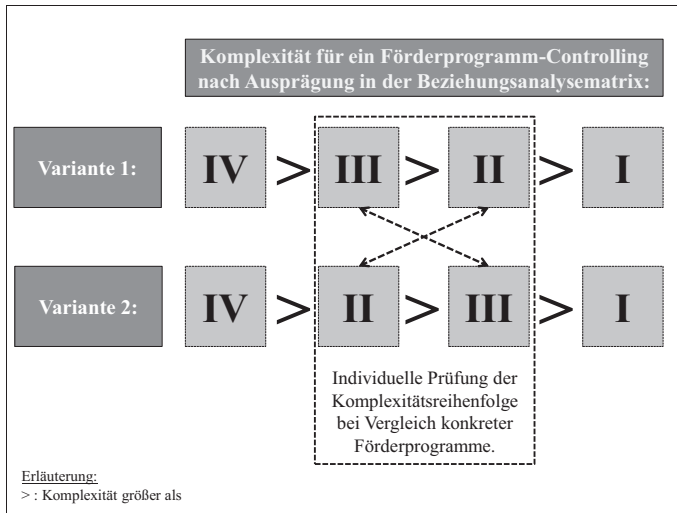 Komplexität für ein Förderprogramm-Controlling
nach Ausprägung in der Beziehungsanalysematrix:
Variante 1: IV > III > II > I
Variante 2: IV > II > III > I
Individuelle Prüfung der
Komplexitätsreihenfolge
bei Vergleich konkreter
Förderprogramme.
Erläuterung:
> : Komplexität größer als